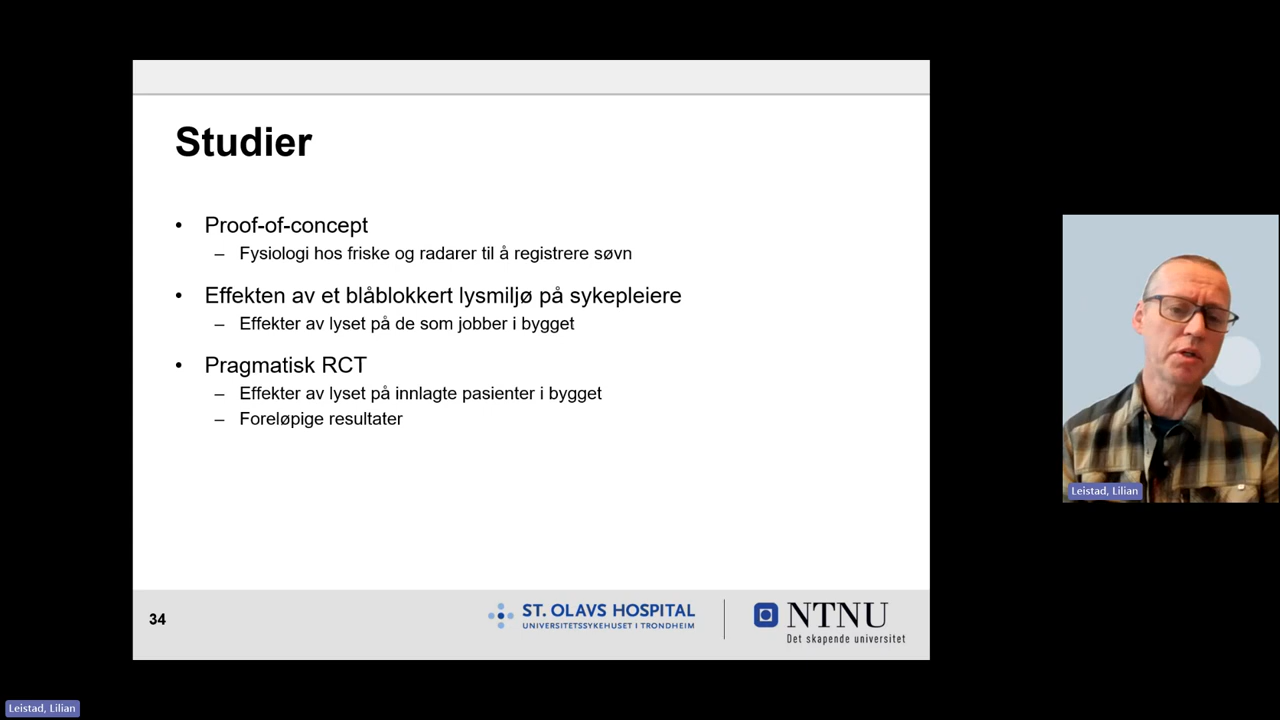 Studier
• Proof-of-concept
– Fysiologi hos friske og radarer til å registrere søvn
• Effekten av et blåblokkert lysmiljø på sykepleiere
– Effekter av lyset på de som jobber i bygget
• Pragmatisk RCT
– Effekter av lyset på innlagte pasienter i bygget
– Foreløpige resultater
34
ST. OLAVS HOSPITAL
UNIVERSITETSSYKEHUSET I TRONDHEIM
NTNU
Det skapende universitet
Leistad, Lilian
Leistad, Lilian